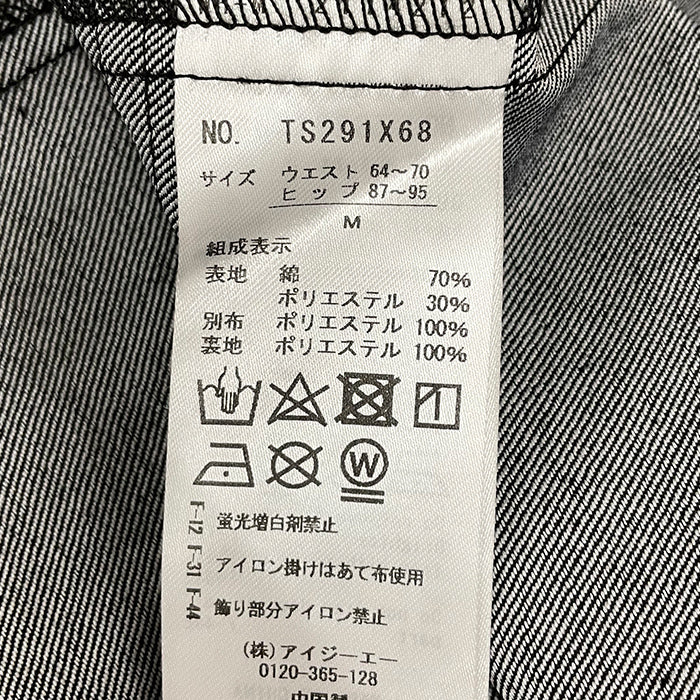 NO. TS291X68
サイズ ウエスト 64～70
ヒップ 87～95
M
組成表示
表地 綿 70%
ポリエステル 30%
別布 ポリエステル 100%
裏地 ポリエステル 100%
W
F-12 蛍光増白剤禁止
F-31 アイロン掛けはあて布使用
F-44 飾り部分アイロン禁止
(株)アイジーエー
0120-365-128
中国製